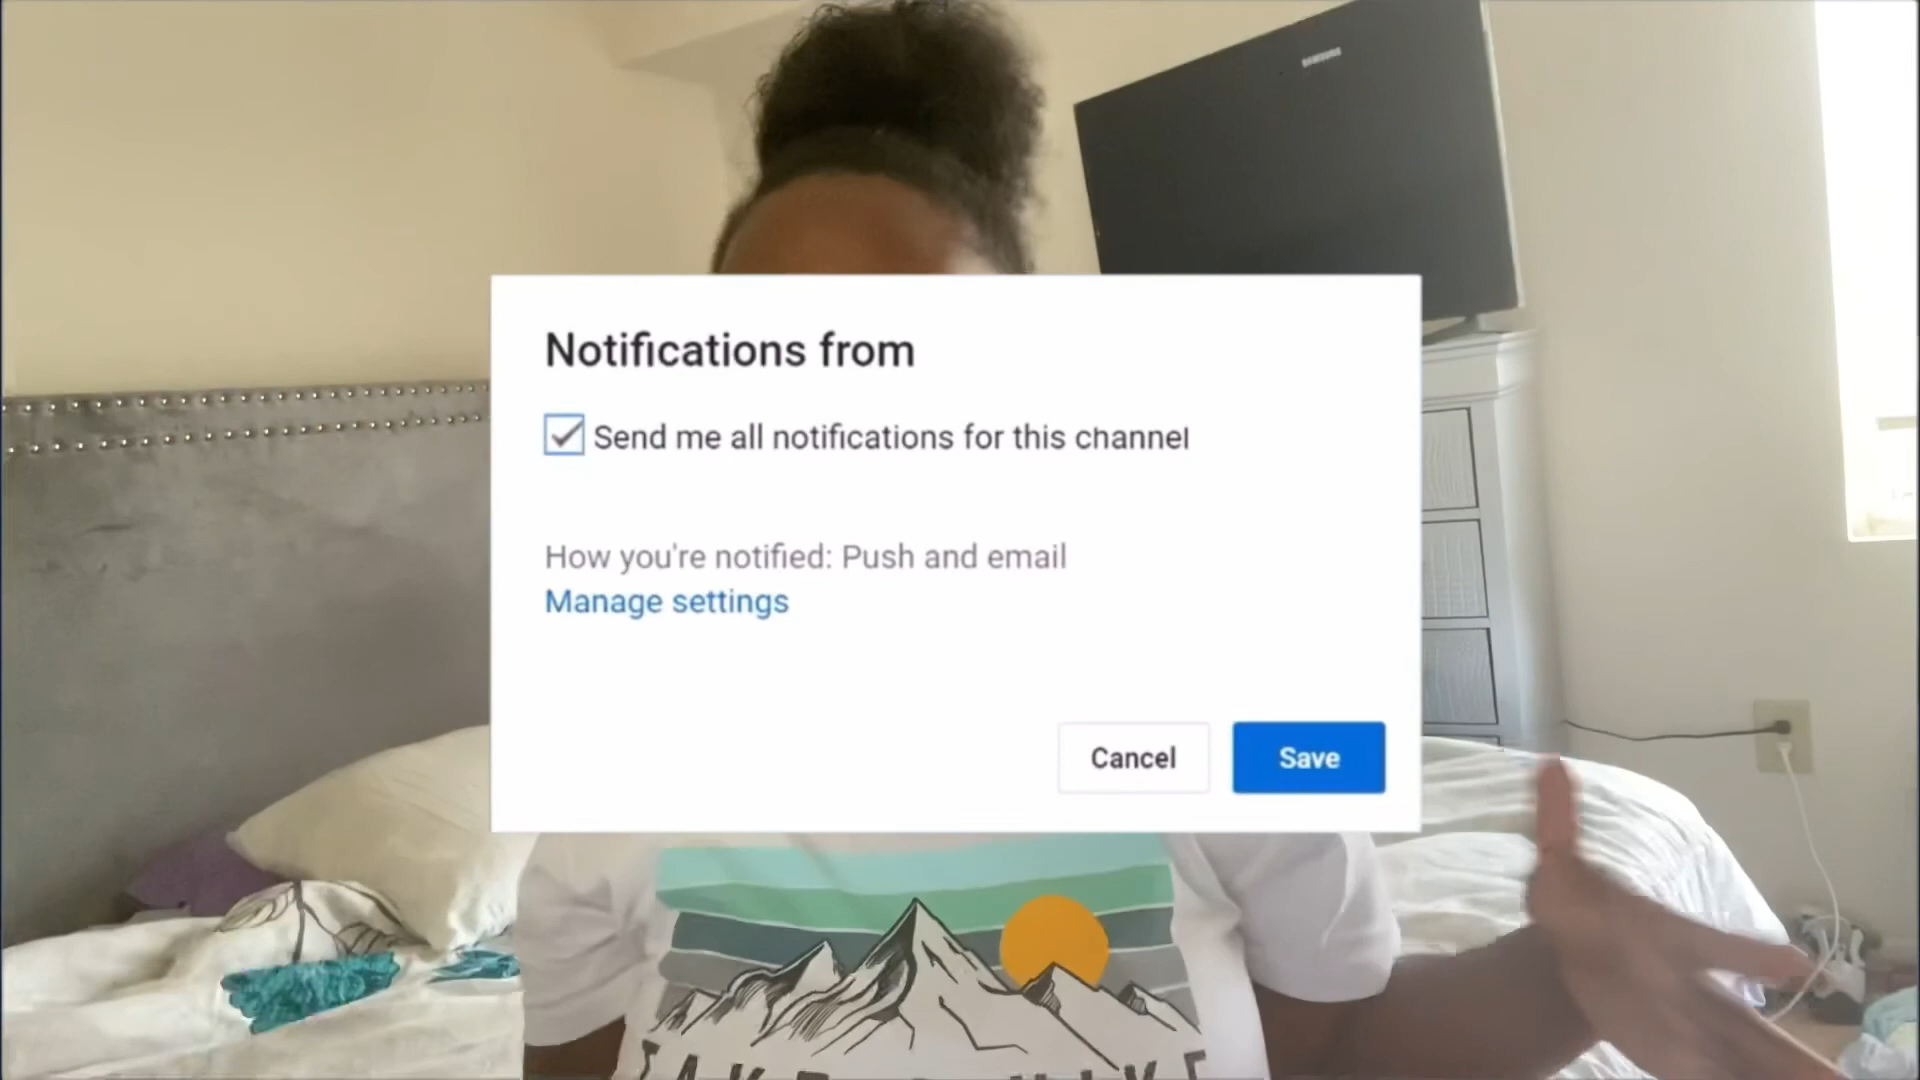 SAMSUNG
Notifications from
Send me all notifications for this channel
How you're notified: Push and email
Manage settings
Cancel
Save